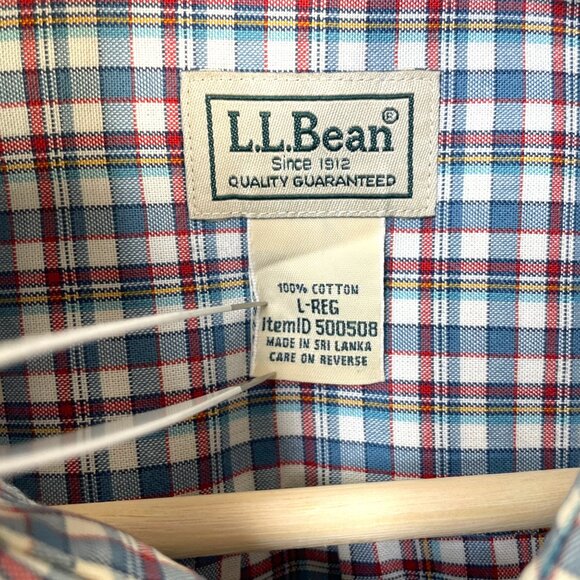 L.L.Bean®
Since 1912
QUALITY GUARANTEED
100% COTTON
L-REG
ItemID 500508
MADE IN SRI LANKA
CARE ON REVERSE